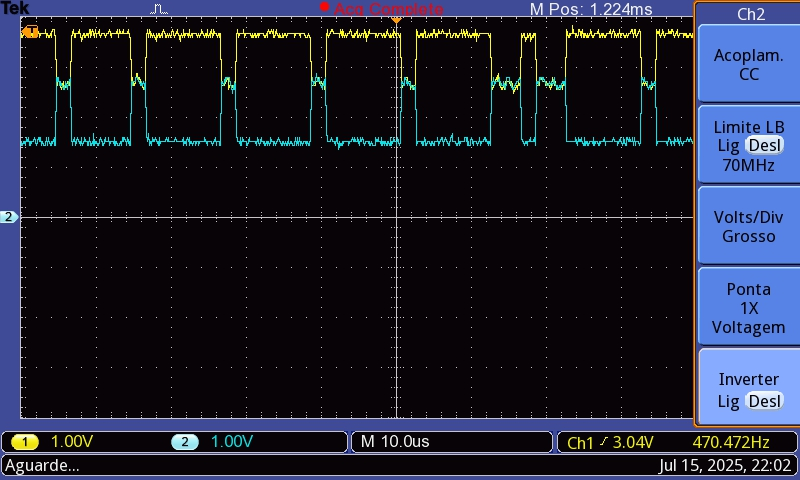 Tek Acq Complete M Pos: 1.224ms
Ch2
Acoplam.
CC
Limite LB
Lig Desl
70MHz
Volts/Div
Grosso
Ponta
1X
Voltagem
Inverter
Lig Desl
2
1 1.00V 2 1.00V M 10.0us Ch1 3.04V 470.472Hz
Aguarde... Jul 15, 2025, 22:02